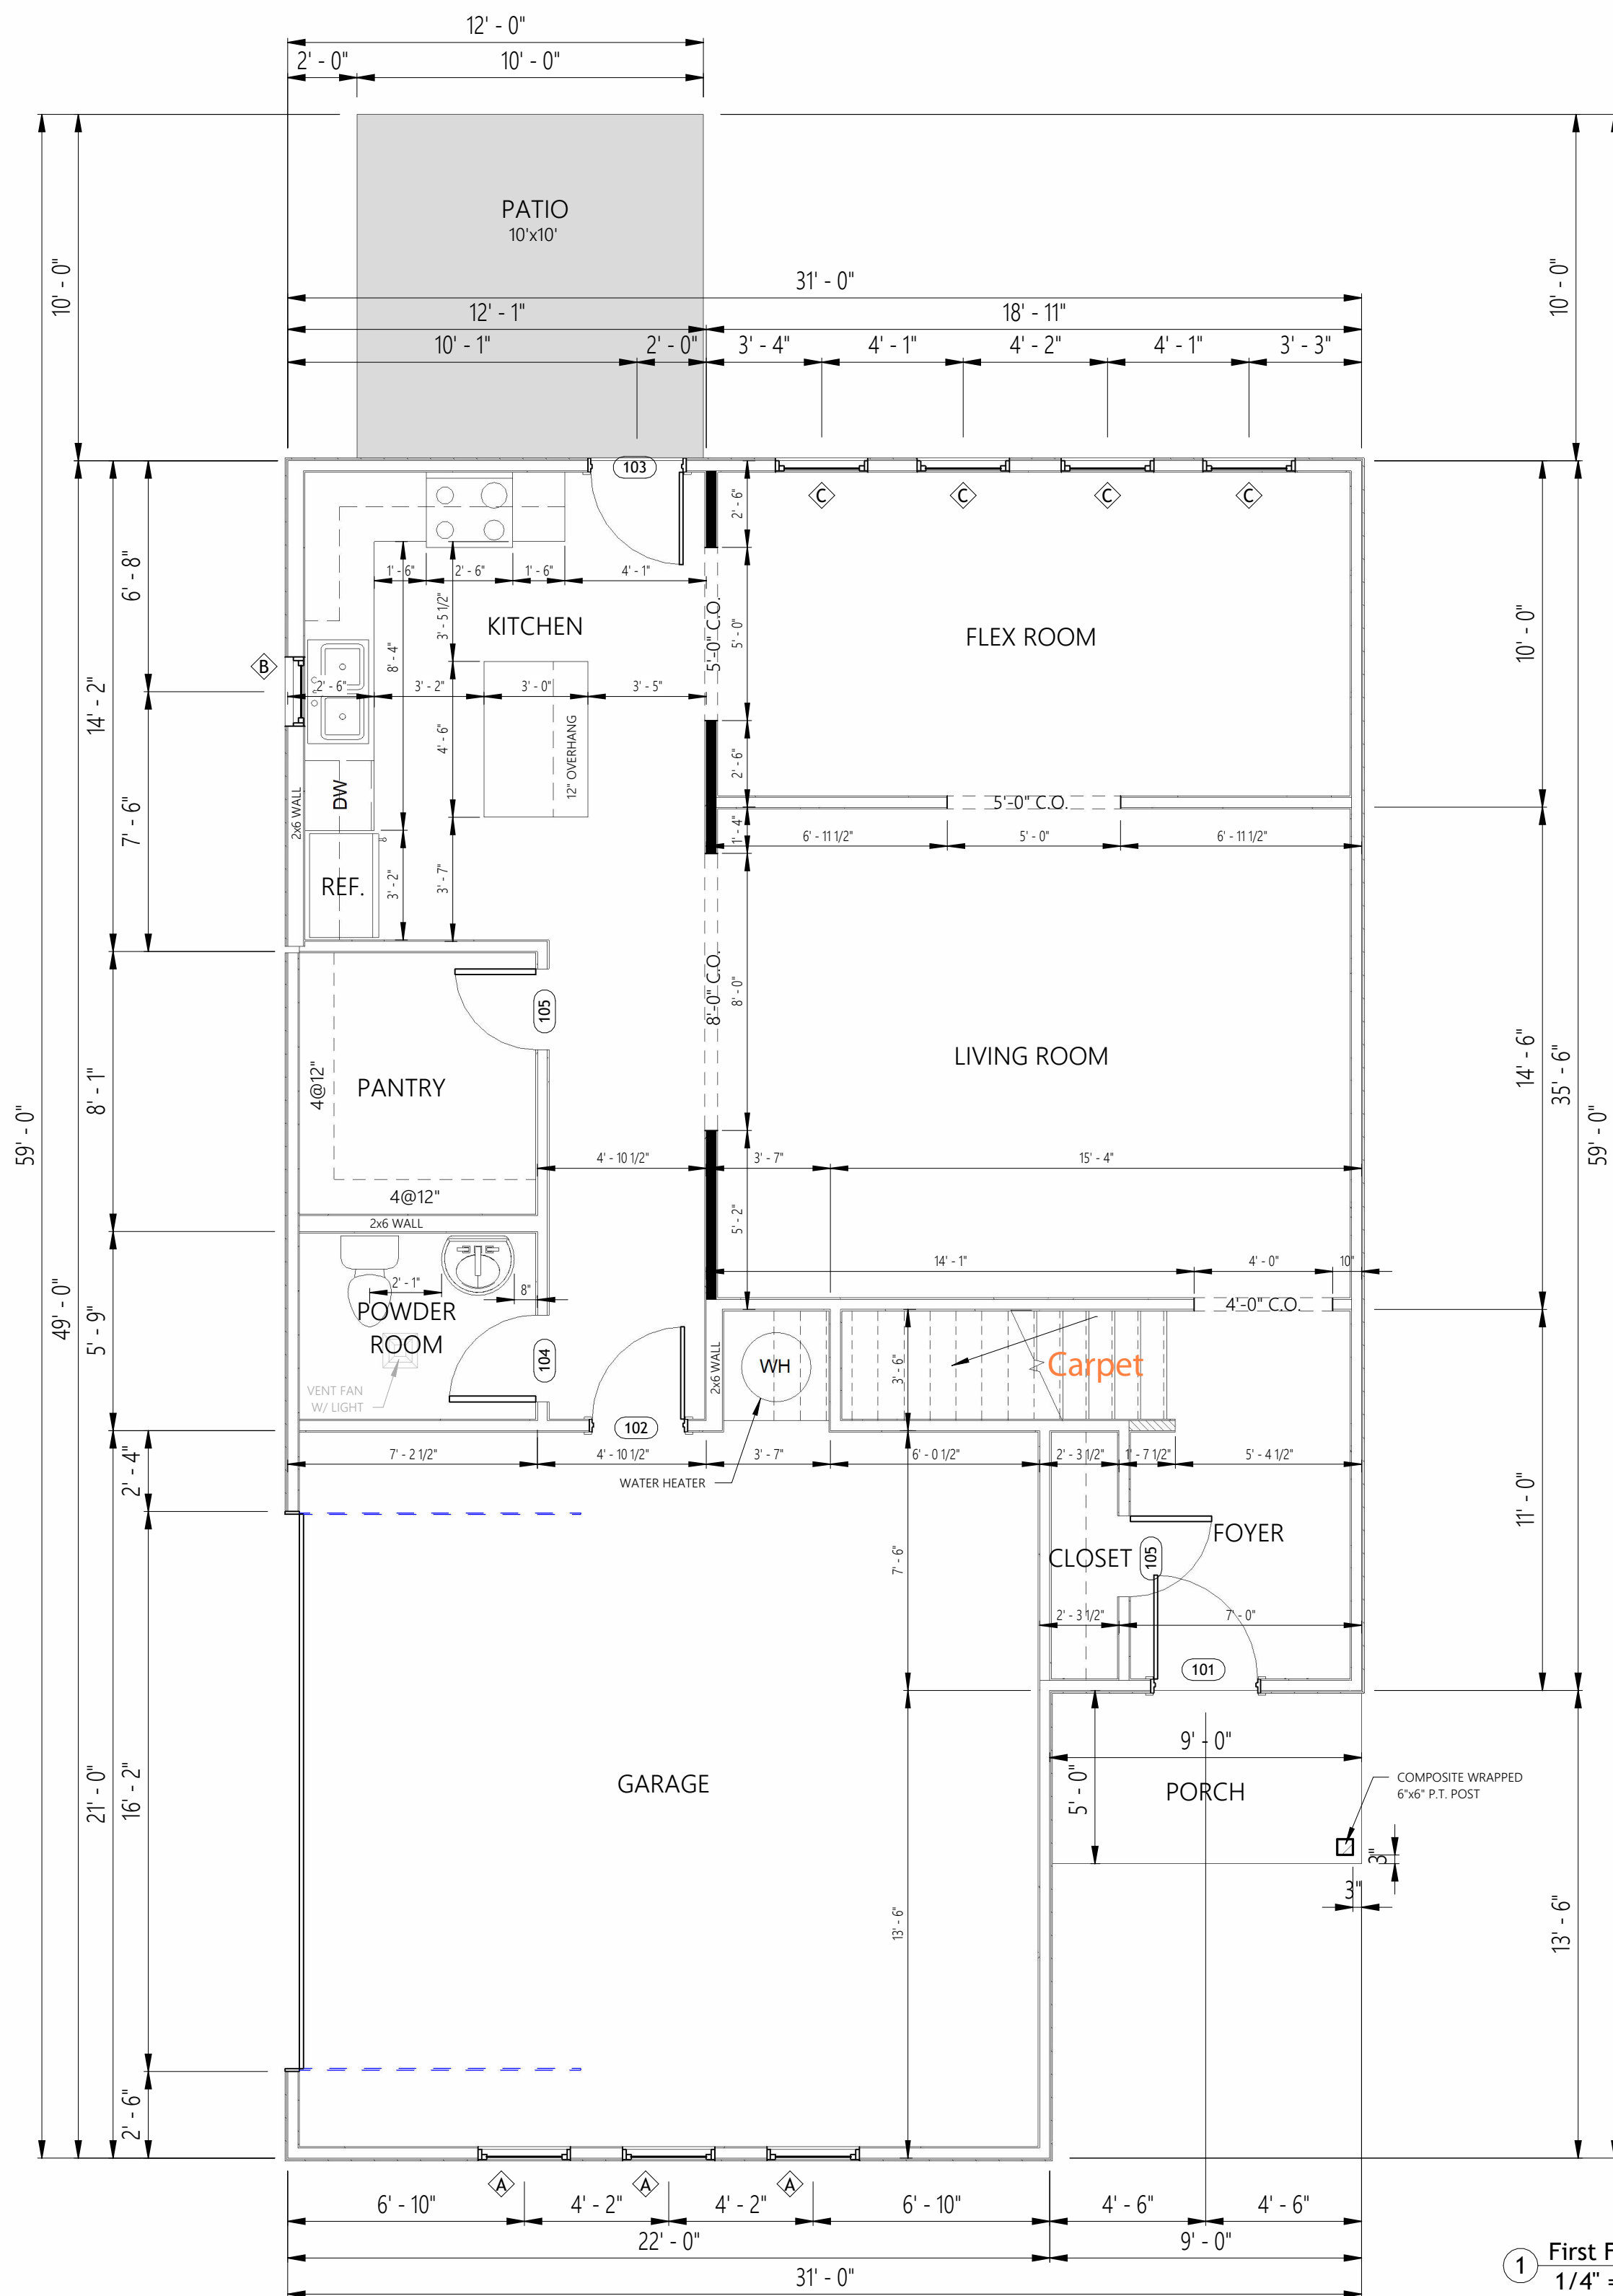 12' - 0"
2' - 0"
10' - 0"
PATIO
10'x10'
10' - 0"
10' - 0"
31' - 0"
12' - 1"
18' - 11"
10' - 1"
2' - 0"
3' - 4"
4' - 1"
4' - 2"
4' - 1"
3' - 3"
103
C
C
C
C
2' - 6"
6' - 8"
1' - 6"
2' - 6"
1' - 6"
4' - 1"
3' - 5 1/2"
KITCHEN
5'-0" C.O.
5' - 0"
FLEX ROOM
10' - 0"
B
8' - 4"
14' - 2"
2' - 6"
3' - 2"
3' - 0"
3' - 5"
4' - 6"
12" OVERHANG
2' - 6"
DW
2x6 WALL
7' - 6"
5'-0" C.O.
1' - 4"
6' - 11 1/2"
5' - 0"
6' - 11 1/2"
REF.
3' - 2"
3' - 7"
8'-0" C.O.
8' - 0"
105
LIVING ROOM
14' - 6"
35' - 6"
59' - 0"
59' - 0"
8' - 1"
4@12"
PANTRY
4' - 10 1/2"
3' - 7"
15' - 4"
4@12"
2x6 WALL
5' - 2"
14' - 1"
4' - 0"
10"
49' - 0"
5' - 9"
2' - 1"
8"
POWDER
ROOM
4'-0" C.O.
104
2x6 WALL
WH
3' - 6"
Carpet
VENT FAN
W/ LIGHT
102
2' - 4"
7' - 2 1/2"
4' - 10 1/2"
3' - 7"
6' - 0 1/2"
2' - 3 1/2"
1' - 7 1/2"
5' - 4 1/2"
WATER HEATER
11' - 0"
7' - 6"
CLOSET
105
FOYER
2' - 3 1/2"
7' - 0"
101
21' - 0"
16' - 2"
GARAGE
9' - 0"
5' - 0"
PORCH
COMPOSITE WRAPPED
6"x6" P.T. POST
3"
3"
13' - 6"
13' - 6"
2' - 6"
A
A
A
6' - 10"
4' - 2"
4' - 2"
6' - 10"
4' - 6"
4' - 6"
22' - 0"
9' - 0"
31' - 0"
1
First F
1/4" =